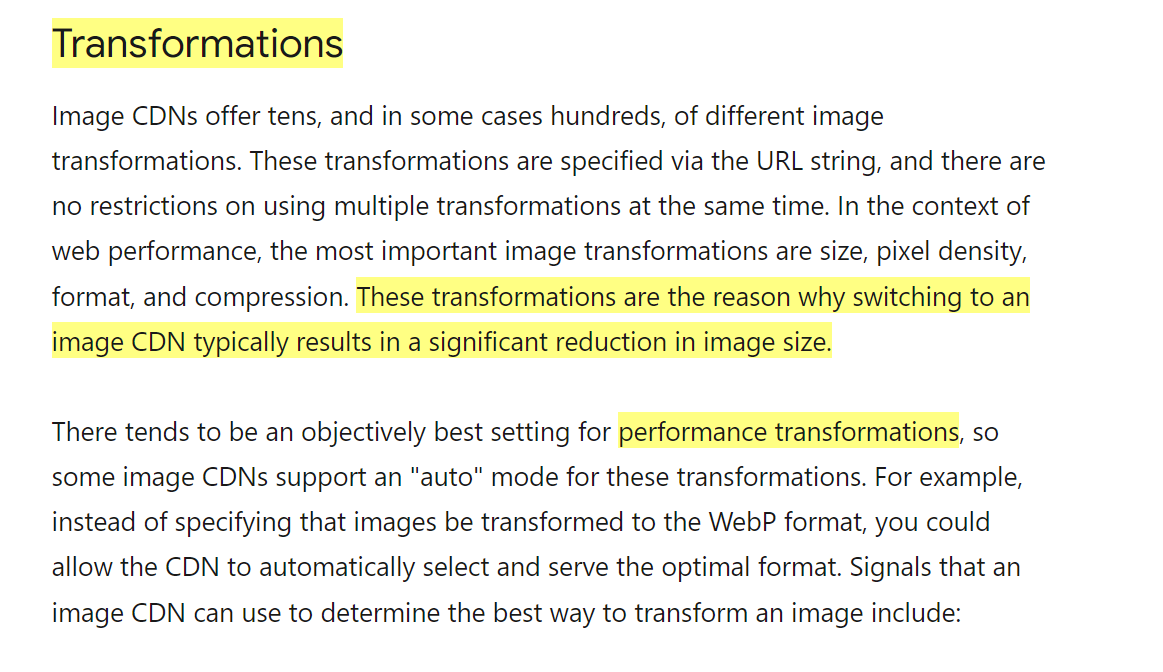 Transformations
Image CDNs offer tens, and in some cases hundreds, of different image
transformations. These transformations are specified via the URL string, and there are
no restrictions on using multiple transformations at the same time. In the context of
web performance, the most important image transformations are size, pixel density,
format, and compression. These transformations are the reason why switching to an
image CDN typically results in a significant reduction in image size.
There tends to be an objectively best setting for performance transformations, so
some image CDNs support an "auto" mode for these transformations. For example,
instead of specifying that images be transformed to the WebP format, you could
allow the CDN to automatically select and serve the optimal format. Signals that an
image CDN can use to determine the best way to transform an image include: